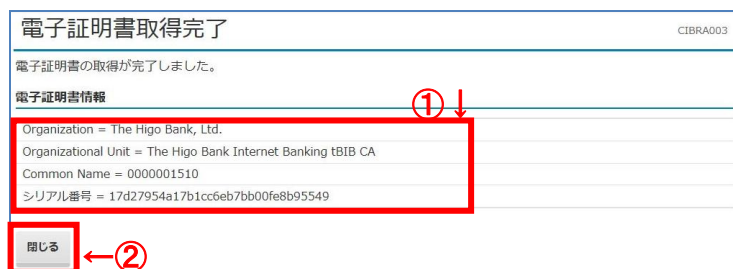 電子証明書取得完了
CIBRA003
電子証明書の取得が完了しました。
電子証明書情報
①↓
Organization = The Higo Bank, Ltd.
Organizational Unit = The Higo Bank Internet Banking tBIB CA
Common Name = 0000001510
シリアル番号 = 17d27954a17b1cc6eb7bb00fe8b95549
閉じる
←②